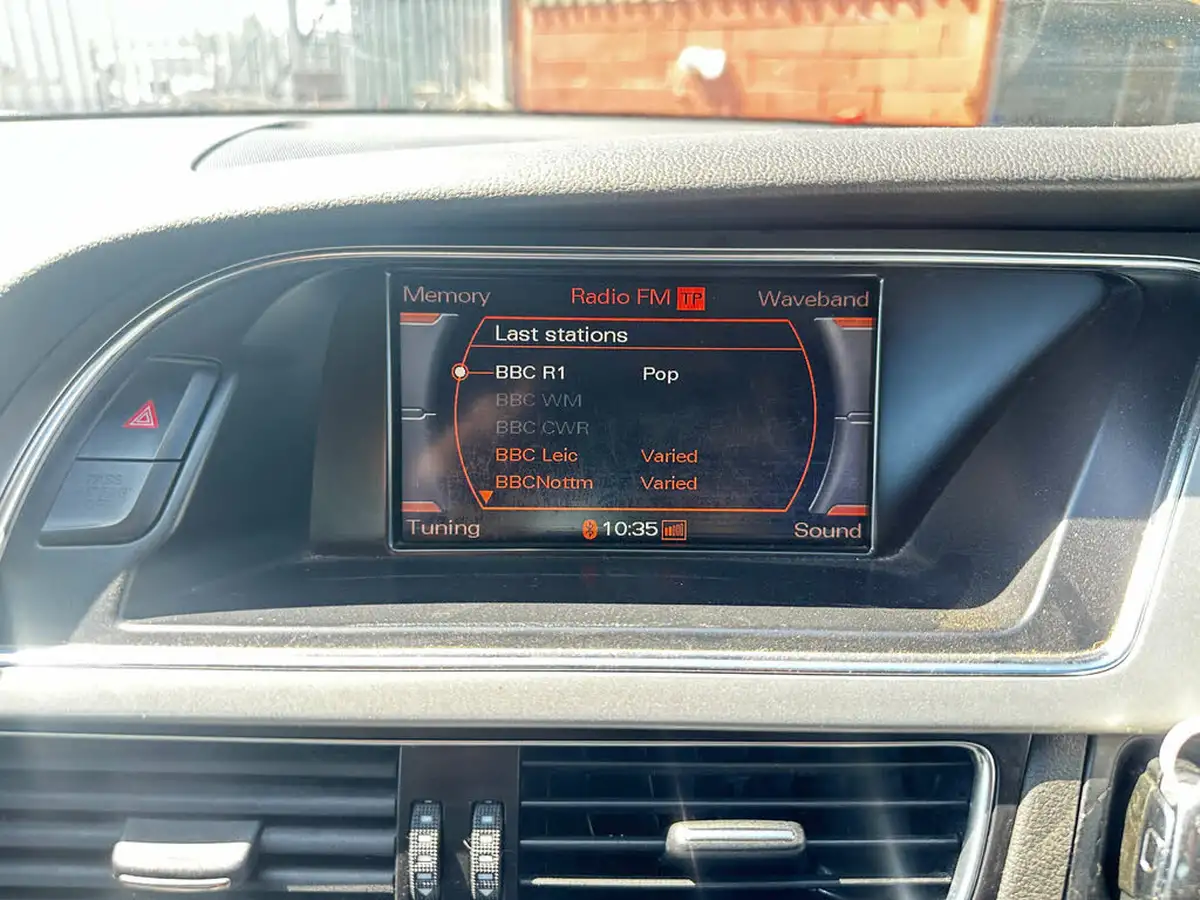 Memory Radio FM TP Waveband
Last stations
BBC R1 Pop
BBC WM
BBC CWR
BBC Leic Varied
BBCNottm Varied
Tuning 10:35 Sound